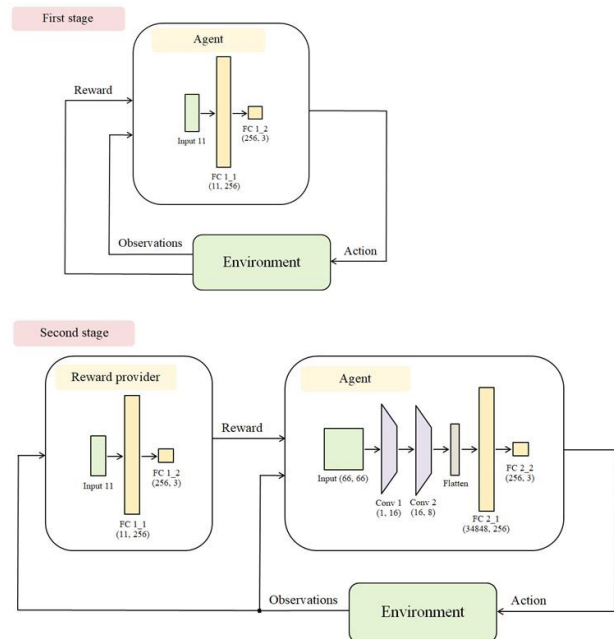 First stage
Agent
Reward
Input 11
FC 1_2
(256, 3)
FC 1_1
(11, 256)
Observations
Action
Environment
Second stage
Reward provider
Agent
Reward
Input 11
FC 1_2
(256, 3)
FC 1_1
(11, 256)
Input (66, 66)
Conv 1
(1, 16)
Conv 2
(16, 8)
Flatten
FC 2_1
(34848, 256)
FC 2_2
(256, 3)
Observations
Environment
Action